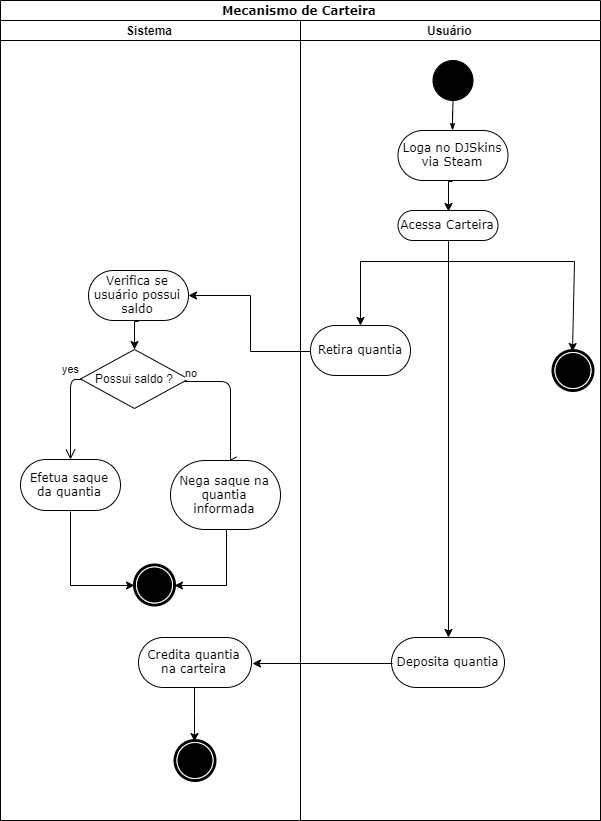 Mecanismo de Carteira
Sistema
Usuário
Loga no DJSkins
via Steam
Acessa Carteira
Verifica se
usuário possui
saldo
Retira quantia
yes
Possui saldo ?
no
Efetua saque
da quantia
Nega saque na
quantia
informada
Credita quantia
na carteira
Deposita quantia